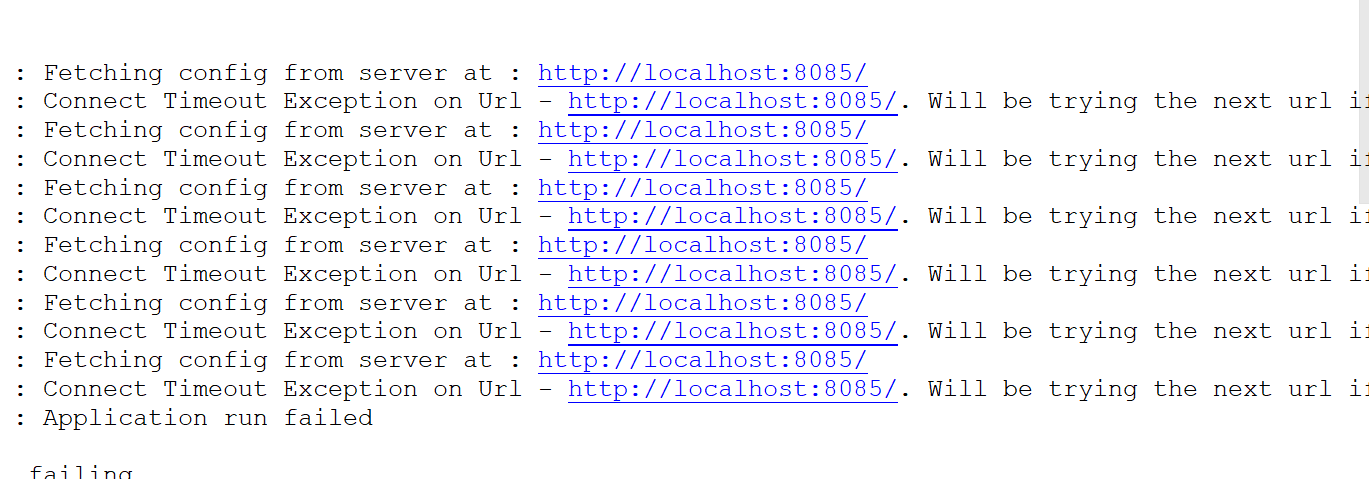 : Fetching config from server at : http://localhost:8085/
: Connect Timeout Exception on Url - http://localhost:8085/. Will be trying the next url if
: Fetching config from server at : http://localhost:8085/
: Connect Timeout Exception on Url - http://localhost:8085/. Will be trying the next url if
: Fetching config from server at : http://localhost:8085/
: Connect Timeout Exception on Url - http://localhost:8085/. Will be trying the next url if
: Fetching config from server at : http://localhost:8085/
: Connect Timeout Exception on Url - http://localhost:8085/. Will be trying the next url if
: Fetching config from server at : http://localhost:8085/
: Connect Timeout Exception on Url - http://localhost:8085/. Will be trying the next url if
: Fetching config from server at : http://localhost:8085/
: Connect Timeout Exception on Url - http://localhost:8085/. Will be trying the next url if
: Application run failed
failing